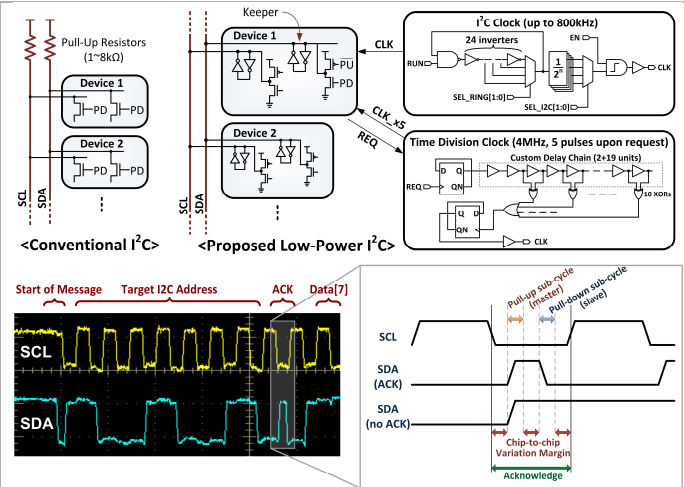 Pull-Up Resistors
(1~8kΩ)
Device 1
PD
PD
Device 2
PD
PD
SCL
SDA
<Conventional I²C>
Keeper
Device 1
PU
PD
Device 2
SCL
SDA
<Proposed Low-Power I²C>
CLK
CLK_x5
REQ
I²C Clock (up to 800kHz)
24 inverters
EN
RUN
1
2ⁿ
CLK
SEL_RING[1:0]
SEL_I2C[1:0]
Time Division Clock (4MHz, 5 pulses upon request)
Custom Delay Chain (2+19 units)
D Q
REQ
QN
10 XORs
Q D
QN
CLK
Start of Message
Target I2C Address
ACK
Data[7]
SCL
SDA
Pull-up sub-cycle
(master)
Pull-down sub-cycle
(slave)
SCL
SDA
(ACK)
SDA
(no ACK)
Chip-to-chip
Variation Margin
Acknowledge